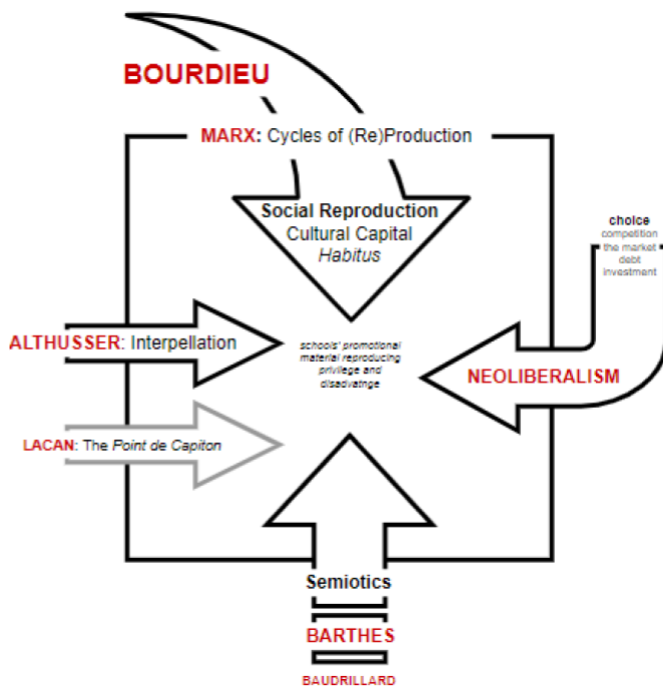 BOURDIEU
MARX: Cycles of (Re)Production
Social Reproduction
Cultural Capital
Habitus
choice
competition
the market
debt
investment
ALTHUSSER: Interpellation
schools' promotional
material reproducing
privilege and
disadvatnge
NEOLIBERALISM
LACAN: The Point de Capiton
Semiotics
BARTHES
BAUDRILLARD